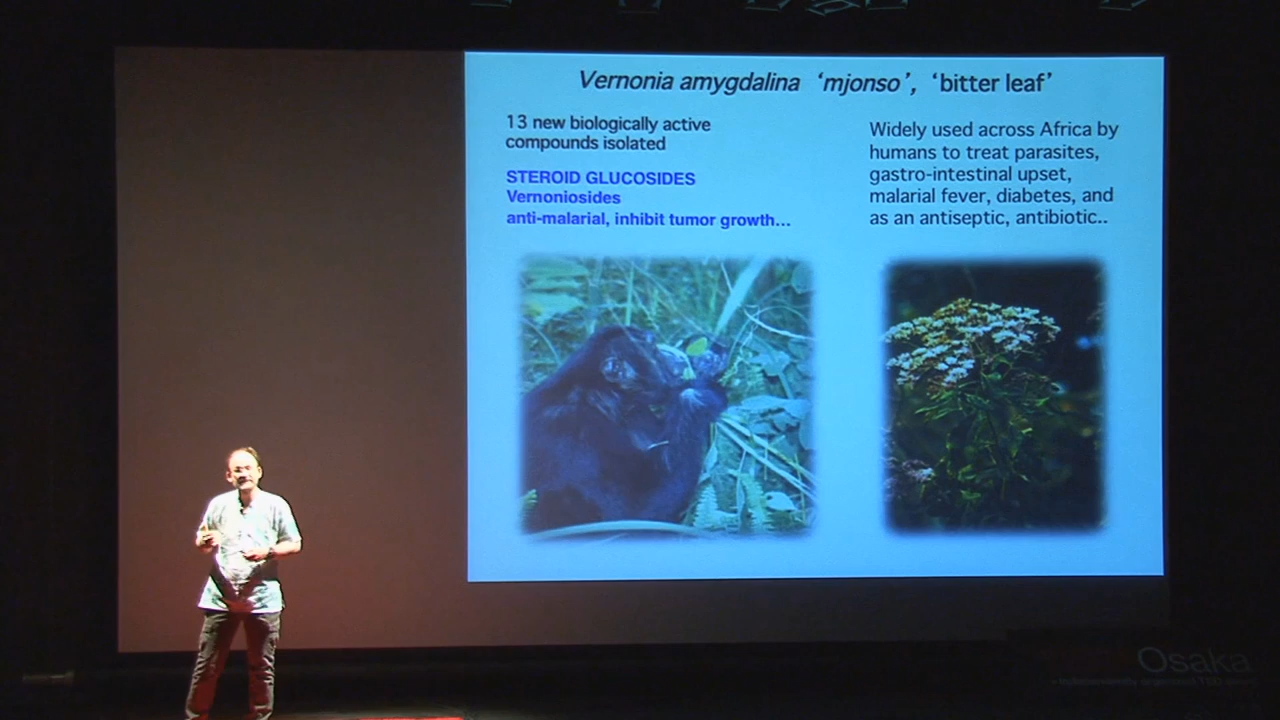 Vernonia amygdalina 'mjonso', 'bitter leaf'
13 new biologically active
compounds isolated
STEROID GLUCOSIDES
Vernoniosides
anti-malarial, inhibit tumor growth...
Widely used across Africa by
humans to treat parasites,
gastro-intestinal upset,
malarial fever, diabetes, and
as an antiseptic, antibiotic..
Osaka